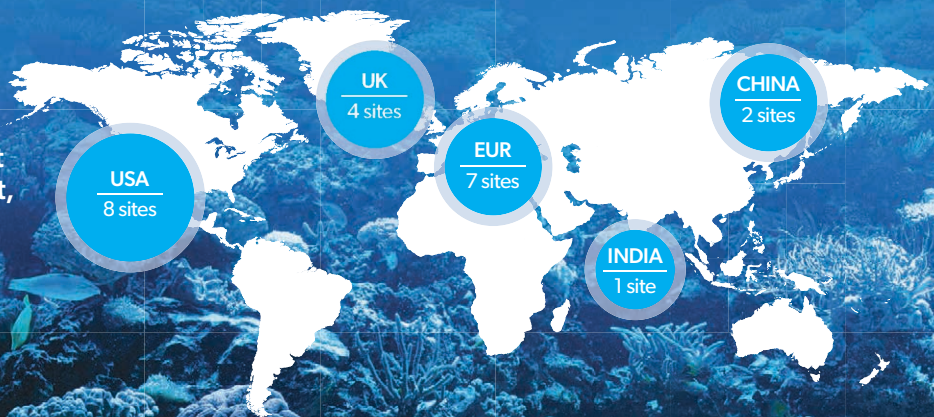 UK
4 sites
CHINA
2 sites
EUR
7 sites
USA
8 sites
INDIA
1 site